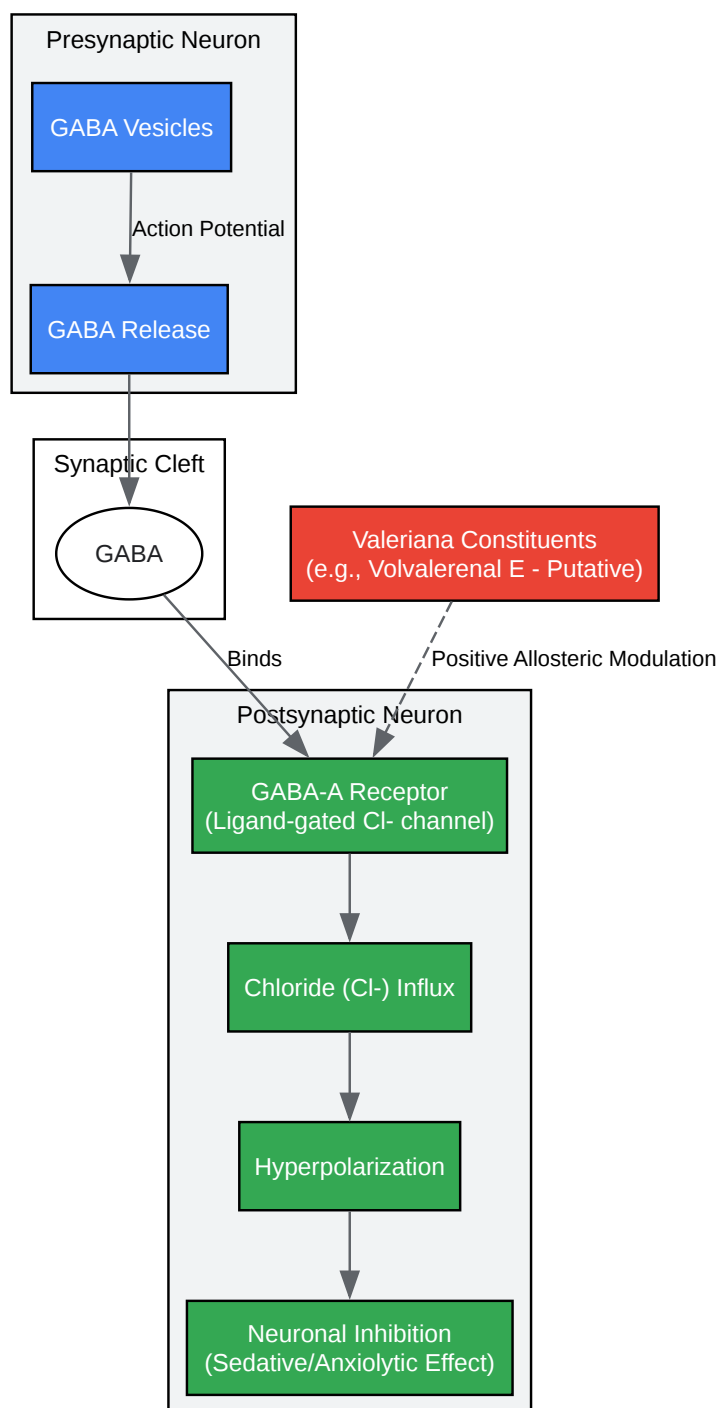 Presynaptic Neuron
GABA Vesicles
Action Potential
GABA Release
Synaptic Cleft
GABA
Valeriana Constituents
(e.g., Volvalerenal E - Putative)
Binds
Positive Allosteric Modulation
Postsynaptic Neuron
GABA-A Receptor
(Ligand-gated Cl- channel)
Chloride (Cl-) Influx
Hyperpolarization
Neuronal Inhibition
(Sedative/Anxiolytic Effect)